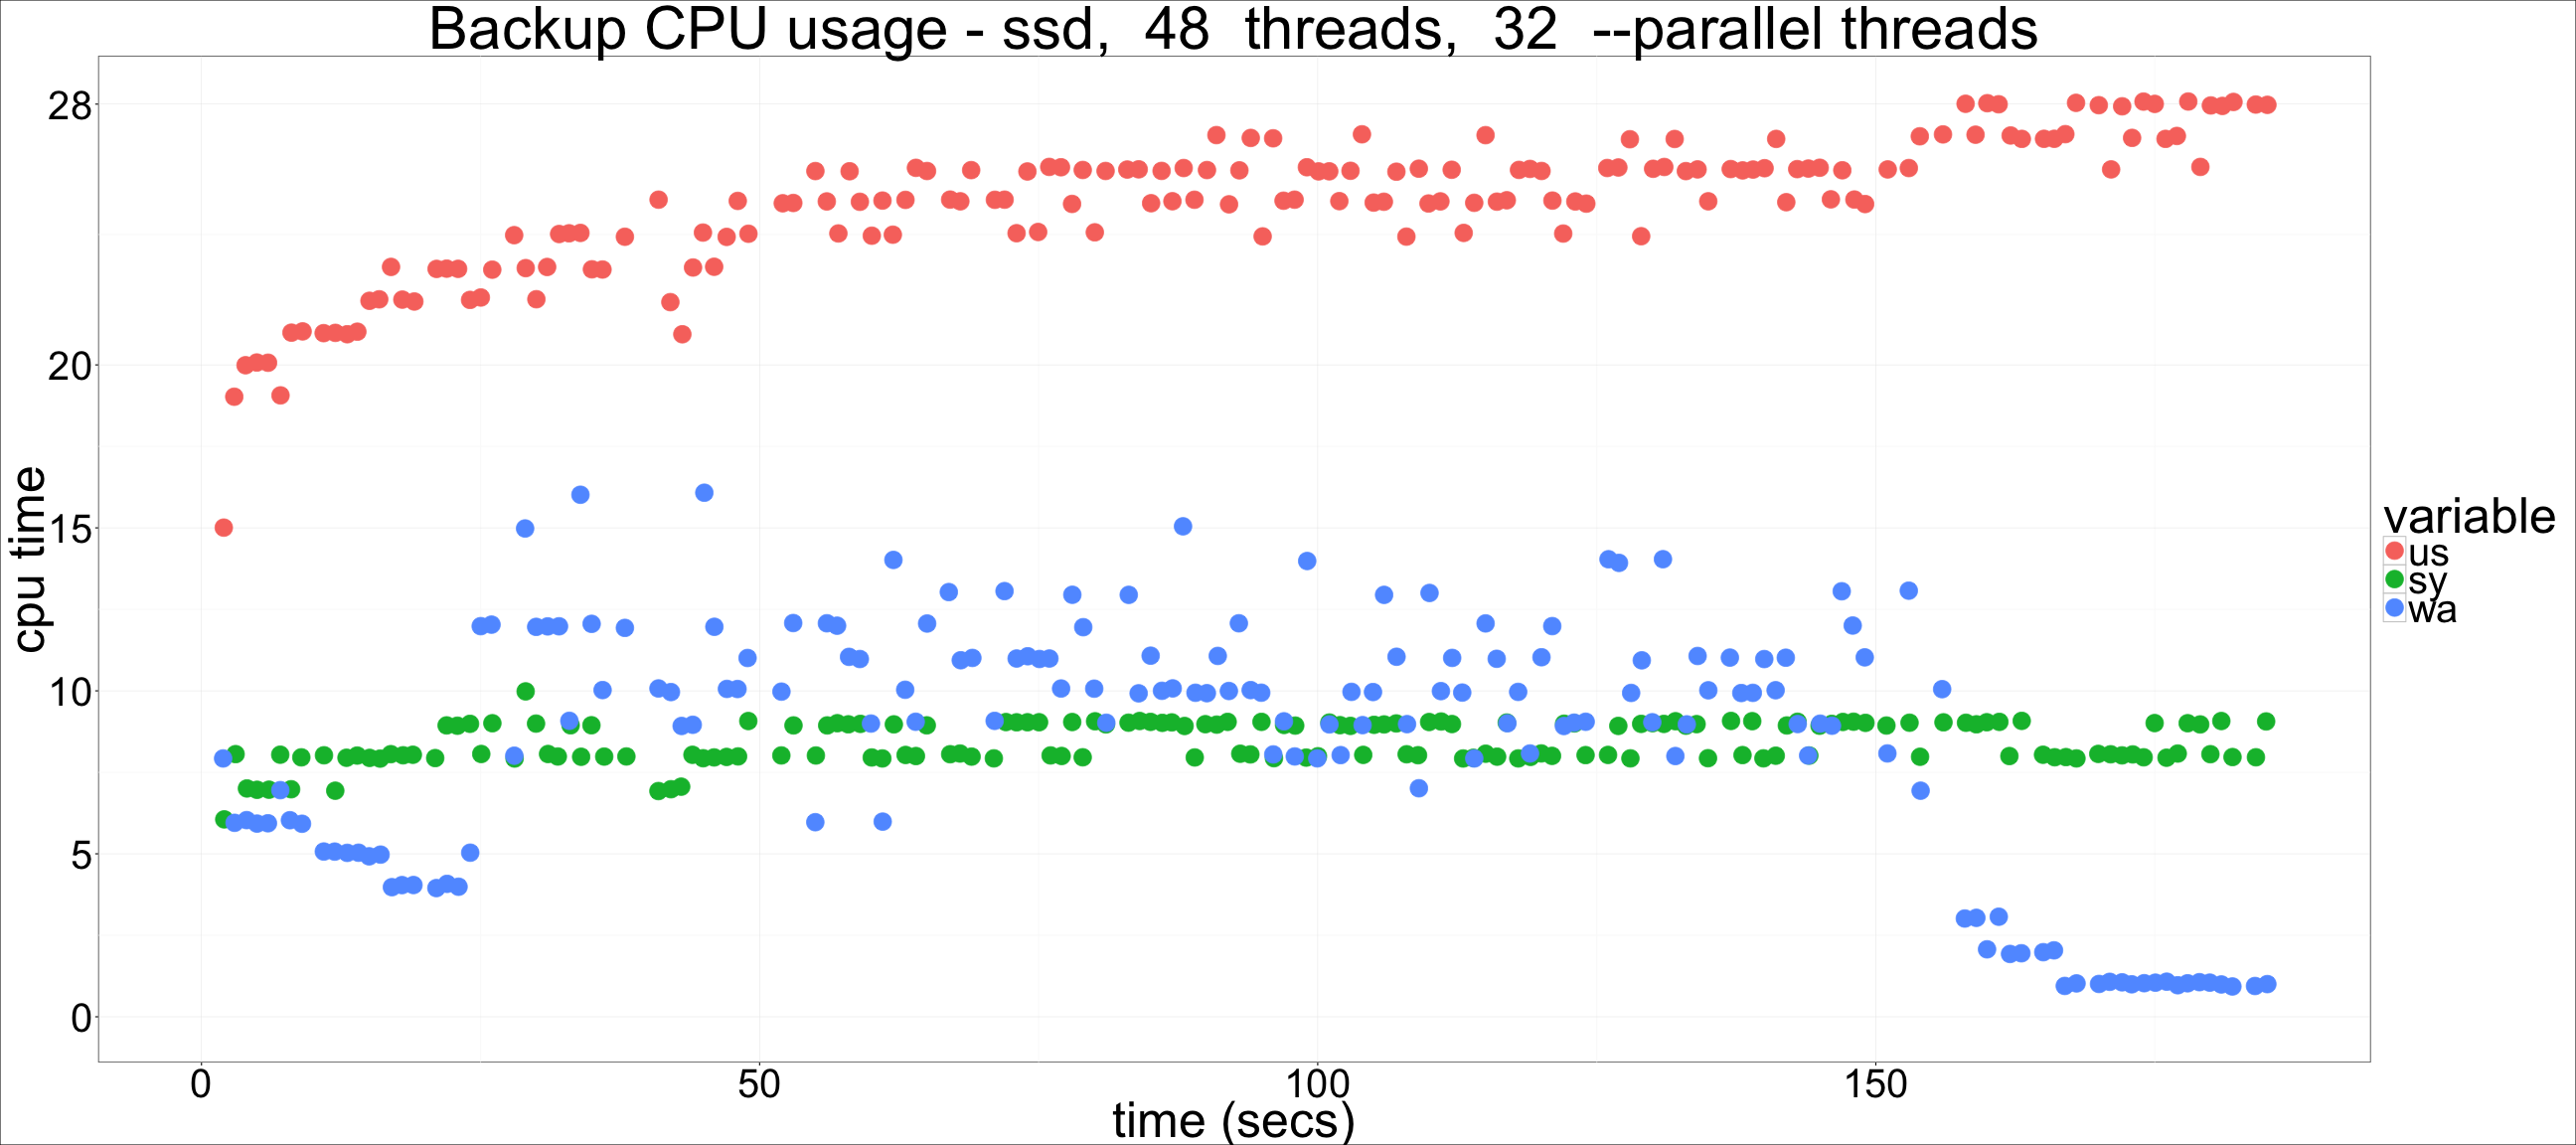 Backup CPU usage - ssd, 48 threads, 32 --parallel threads
28
20
15
10
5
0
cpu time
0 50 100 150
time (secs)
variable
us
sy
wa